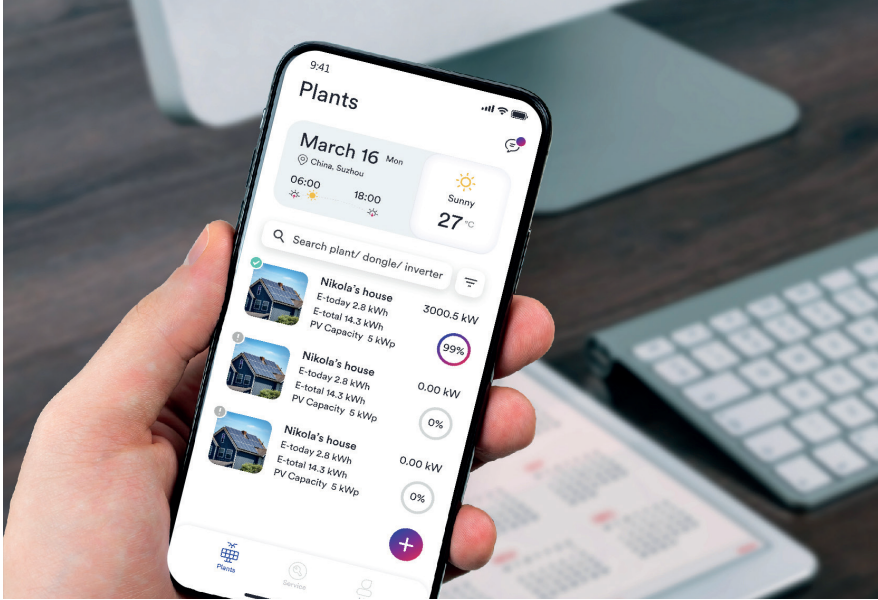 9:41
Plants
March 16 Mon
China, Suzhou
06:00
18:00
Sunny
27 °C
Search plant/ dongle/ inverter
Nikola's house
E-today 2.8 kWh
E-total 14.3 kWh
PV Capacity 5 kWp
3000.5 kW
99%
Nikola's house
E-today 2.8 kWh
E-total 14.3 kWh
PV Capacity 5 kWp
0.00 kW
0%
Nikola's house
E-today 2.8 kWh
E-total 14.3 kWh
PV Capacity 5 kWp
0.00 kW
0%
+
Plants
Service